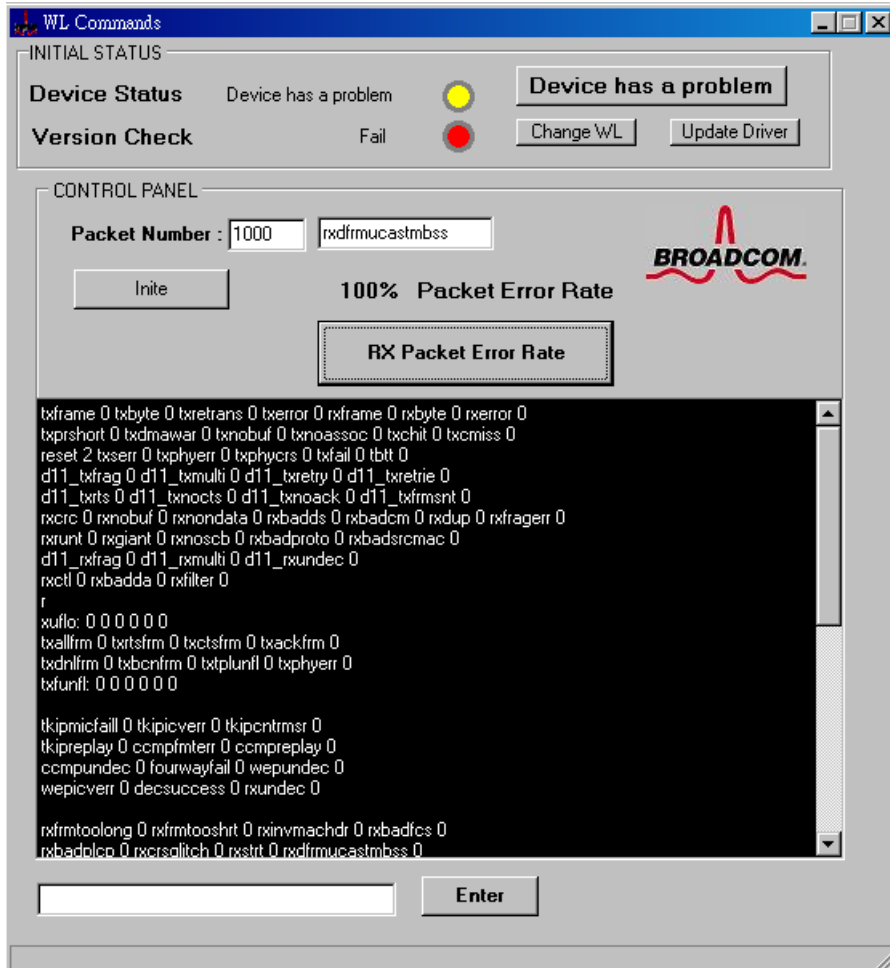 WL Commands
INITIAL STATUS
Device Status Device has a problem Device has a problem
Version Check Fail Change WL Update Driver
CONTROL PANEL
Packet Number : 1000 rxdfrmucastmbss
BROADCOM.
Inite 100% Packet Error Rate
RX Packet Error Rate
txframe 0 txbyte 0 txretrans 0 txerror 0 rxframe 0 rxbyte 0 rxerror 0
txprshort 0 txdmawar 0 txnobuf 0 txnoassoc 0 txchit 0 txcmiss 0
reset 2 txserr 0 txphyerr 0 txphycrs 0 txfail 0 tbtt 0
d11_txfrag 0 d11_txmulti 0 d11_txretry 0 d11_txretrie 0
d11_txrts 0 d11_txnocts 0 d11_txnoack 0 d11_txfrmsnt 0
rxcrc 0 rxnobuf 0 rxnondata 0 rxbadds 0 rxbadcm 0 rxdup 0 rxfragerr 0
rxrunt 0 rxgiant 0 rxnoscb 0 rxbadproto 0 rxbadsrcmac 0
d11_rxfrag 0 d11_rxmulti 0 d11_rxundec 0
rxctl 0 rxbadda 0 rxfilter 0
r
xuflo: 0 0 0 0 0 0
txallfrm 0 txrtsfrm 0 txctsfrm 0 txackfrm 0
txdnlfrm 0 txbcnfrm 0 txtplunfl 0 txphyerr 0
txfunfl: 0 0 0 0 0 0
tkipmicfaill 0 tkipicverr 0 tkipcntrmsr 0
tkipreplay 0 ccmpfmterr 0 ccmpreplay 0
ccmpundec 0 fourwayfail 0 wepundec 0
wepicverr 0 decsuccess 0 rxundec 0
rxfrmtoolong 0 rxfrmtooshrt 0 rxinvmachdr 0 rxbadfcs 0
rxbadplcp 0 rxcrsglitch 0 rxstrt 0 rxdfrmucastmbss 0
Enter